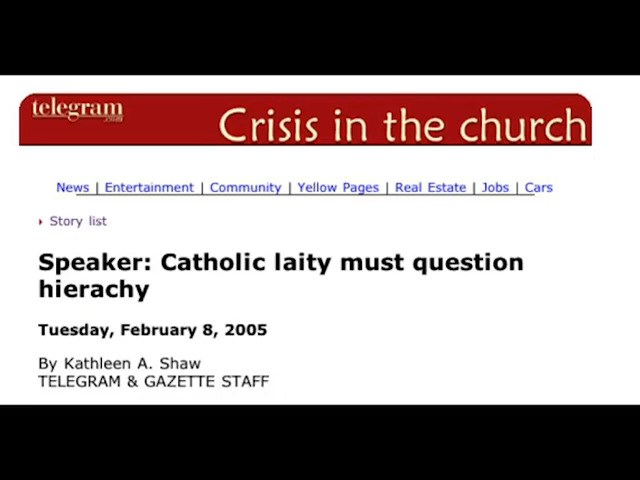 telegram
.com
Crisis in the church
News | Entertainment | Community | Yellow Pages | Real Estate | Jobs | Cars
Story list
Speaker: Catholic laity must question
hierachy
Tuesday, February 8, 2005
By Kathleen A. Shaw
TELEGRAM & GAZETTE STAFF